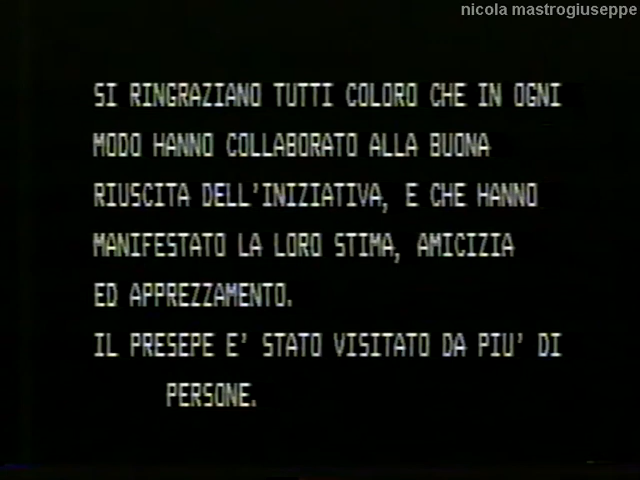 nicola mastrogiuseppe
SI RINGRAZIANO TUTTI COLORO CHE IN OGNI
MODO HANNO COLLABORATO ALLA BUONA
RIUSCITA DELL'INIZIATIVA, E CHE HANNO
MANIFESTATO LA LORO STIMA, AMICIZIA
ED APPREZZAMENTO.
IL PRESEPE E' STATO VISITATO DA PIU' DI
PERSONE.